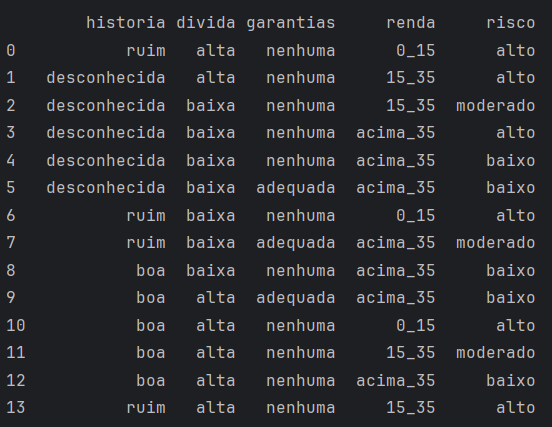 historia divida garantias renda risco
0 ruim alta nenhuma 0_15 alto
1 desconhecida alta nenhuma 15_35 alto
2 desconhecida baixa nenhuma 15_35 moderado
3 desconhecida baixa nenhuma acima_35 alto
4 desconhecida baixa nenhuma acima_35 baixo
5 desconhecida baixa adequada acima_35 baixo
6 ruim baixa nenhuma 0_15 alto
7 ruim baixa adequada acima_35 moderado
8 boa baixa nenhuma acima_35 baixo
9 boa alta adequada acima_35 baixo
10 boa alta nenhuma 0_15 alto
11 boa alta nenhuma 15_35 moderado
12 boa alta nenhuma acima_35 baixo
13 ruim alta nenhuma 15_35 alto